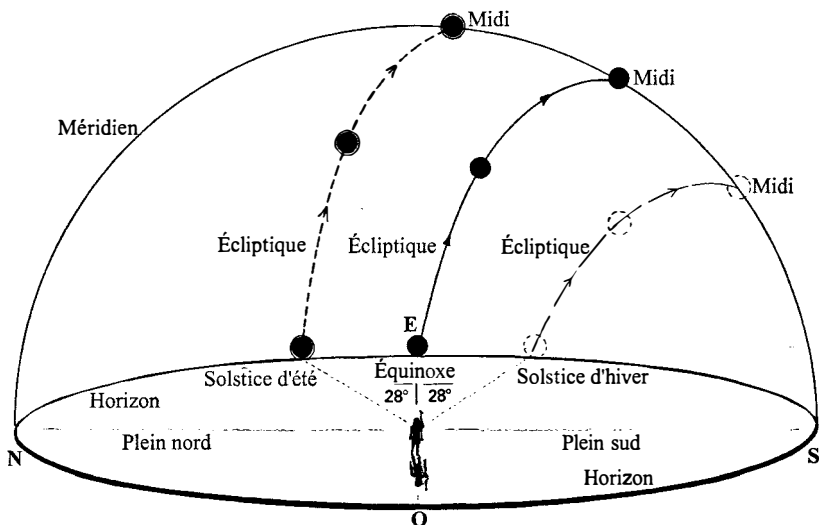 Midi
Midi
Méridien
Midi
Écliptique
Écliptique
Écliptique
E
Solstice d'été
Équinoxe
Solstice d'hiver
28°
28°
Horizon
Plein nord
Plein sud
N
S
Horizon
O